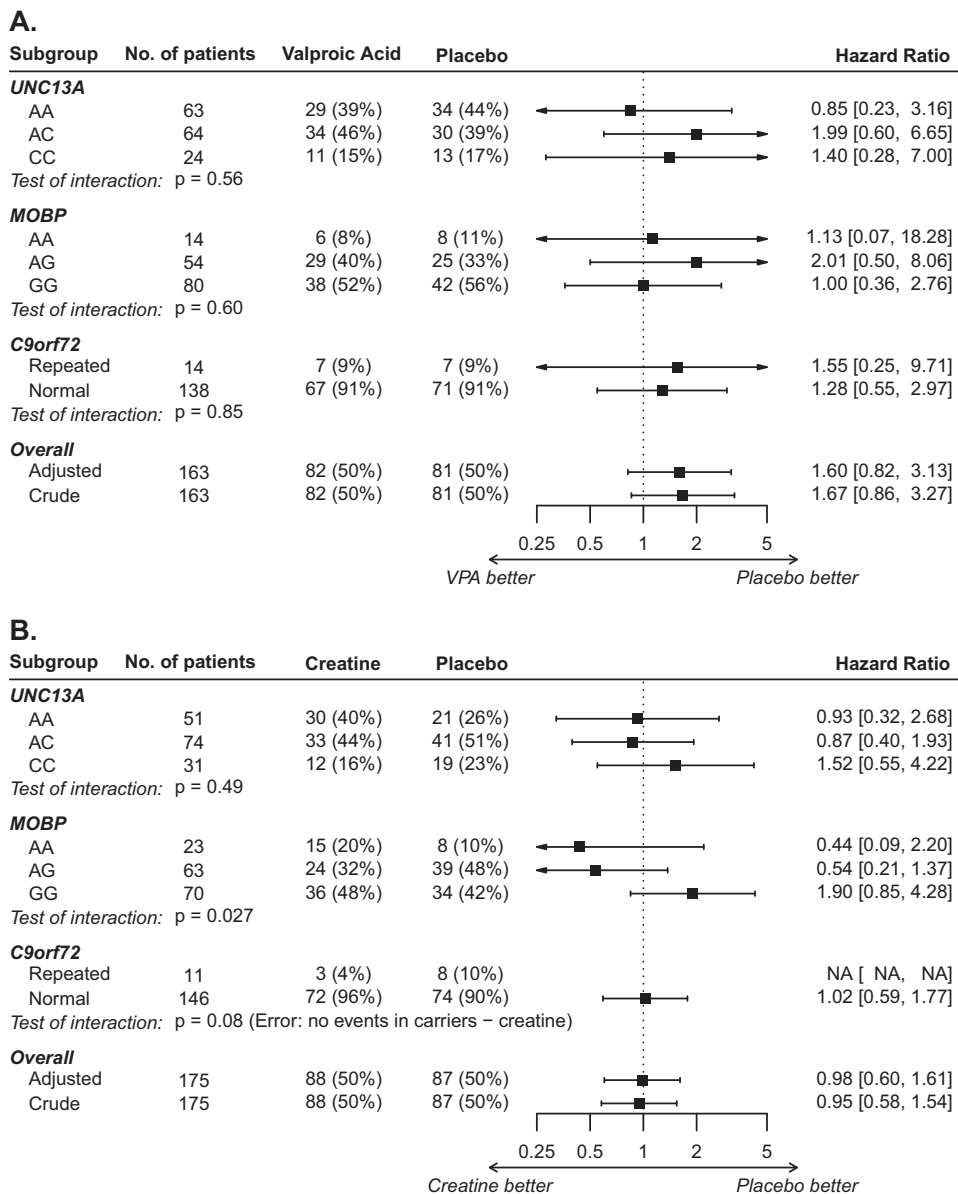 A.
Subgroup No. of patients Valproic Acid Placebo Hazard Ratio
UNC13A
AA 63 29 (39%) 34 (44%) 0.85 [0.23, 3.16]
AC 64 34 (46%) 30 (39%) 1.99 [0.60, 6.65]
CC 24 11 (15%) 13 (17%) 1.40 [0.28, 7.00]
Test of interaction: p = 0.56
MOBP
AA 14 6 (8%) 8 (11%) 1.13 [0.07, 18.28]
AG 54 29 (40%) 25 (33%) 2.01 [0.50, 8.06]
GG 80 38 (52%) 42 (56%) 1.00 [0.36, 2.76]
Test of interaction: p = 0.60
C9orf72
Repeated 14 7 (9%) 7 (9%) 1.55 [0.25, 9.71]
Normal 138 67 (91%) 71 (91%) 1.28 [0.55, 2.97]
Test of interaction: p = 0.85
Overall
Adjusted 163 82 (50%) 81 (50%) 1.60 [0.82, 3.13]
Crude 163 82 (50%) 81 (50%) 1.67 [0.86, 3.27]
0.25 0.5 1 2 5
VPA better Placebo better
B.
Subgroup No. of patients Creatine Placebo Hazard Ratio
UNC13A
AA 51 30 (40%) 21 (26%) 0.93 [0.32, 2.68]
AC 74 33 (44%) 41 (51%) 0.87 [0.40, 1.93]
CC 31 12 (16%) 19 (23%) 1.52 [0.55, 4.22]
Test of interaction: p = 0.49
MOBP
AA 23 15 (20%) 8 (10%) 0.44 [0.09, 2.20]
AG 63 24 (32%) 39 (48%) 0.54 [0.21, 1.37]
GG 70 36 (48%) 34 (42%) 1.90 [0.85, 4.28]
Test of interaction: p = 0.027
C9orf72
Repeated 11 3 (4%) 8 (10%) NA [ NA, NA]
Normal 146 72 (96%) 74 (90%) 1.02 [0.59, 1.77]
Test of interaction: p = 0.08 (Error: no events in carriers − creatine)
Overall
Adjusted 175 88 (50%) 87 (50%) 0.98 [0.60, 1.61]
Crude 175 88 (50%) 87 (50%) 0.95 [0.58, 1.54]
0.25 0.5 1 2 5
Creatine better Placebo better